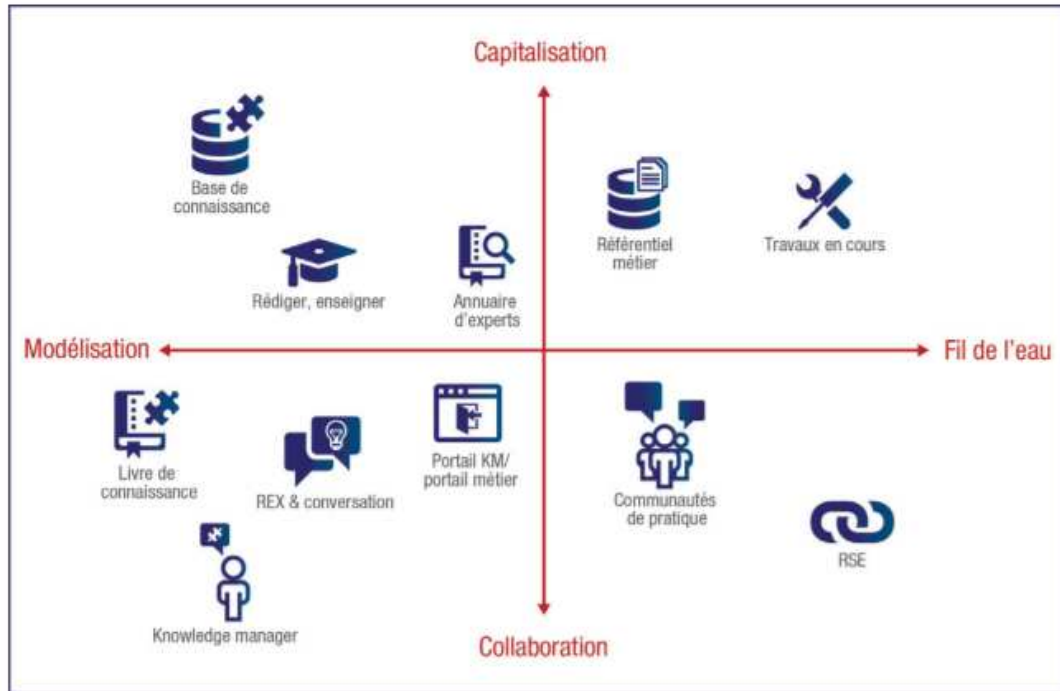 Capitalisation
Base de
connaissance
Rédiger, enseigner
Annuaire
d'experts
Référentiel
métier
Travaux en cours
Modélisation
Fil de l'eau
Livre de
connaissance
REX & conversation
Portail KM/
portail métier
Communautés
de pratique
RSE
Knowledge manager
Collaboration